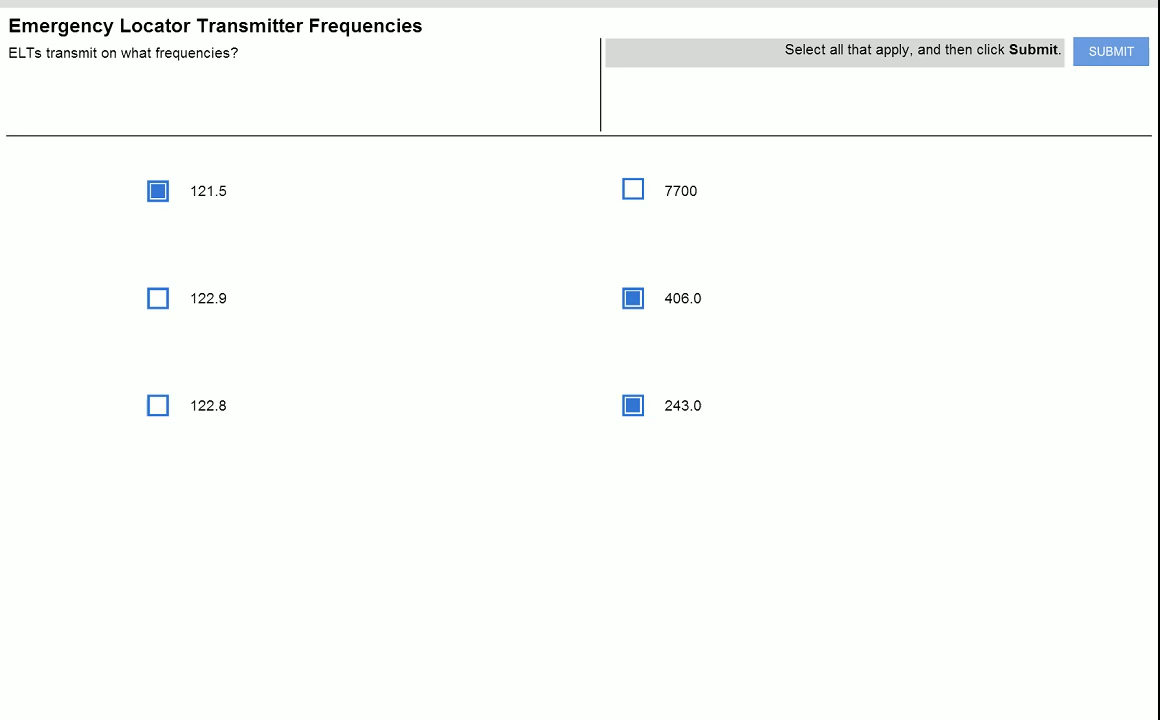 Emergency Locator Transmitter Frequencies
ELTs transmit on what frequencies?
Select all that apply, and then click Submit.
SUBMIT
121.5
7700
122.9
406.0
122.8
243.0